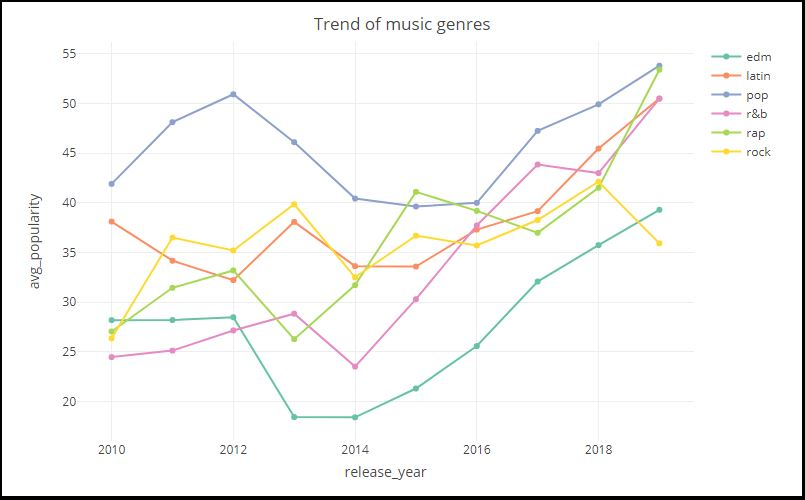 Trend of music genres
55
50
45
40
35
30
25
20
avg_popularity
2010 2012 2014 2016 2018
release_year
edm
latin
pop
r&b
rap
rock